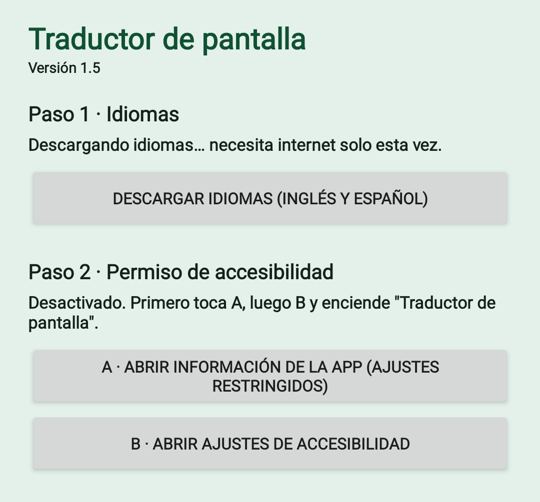 Traductor de pantalla
Versión 1.5
Paso 1 · Idiomas
Descargando idiomas... necesita internet solo esta vez.
DESCARGAR IDIOMAS (INGLÉS Y ESPAÑOL)
Paso 2 · Permiso de accesibilidad
Desactivado. Primero toca A, luego B y enciende "Traductor de
pantalla".
A · ABRIR INFORMACIÓN DE LA APP (AJUSTES
RESTRINGIDOS)
B · ABRIR AJUSTES DE ACCESIBILIDAD